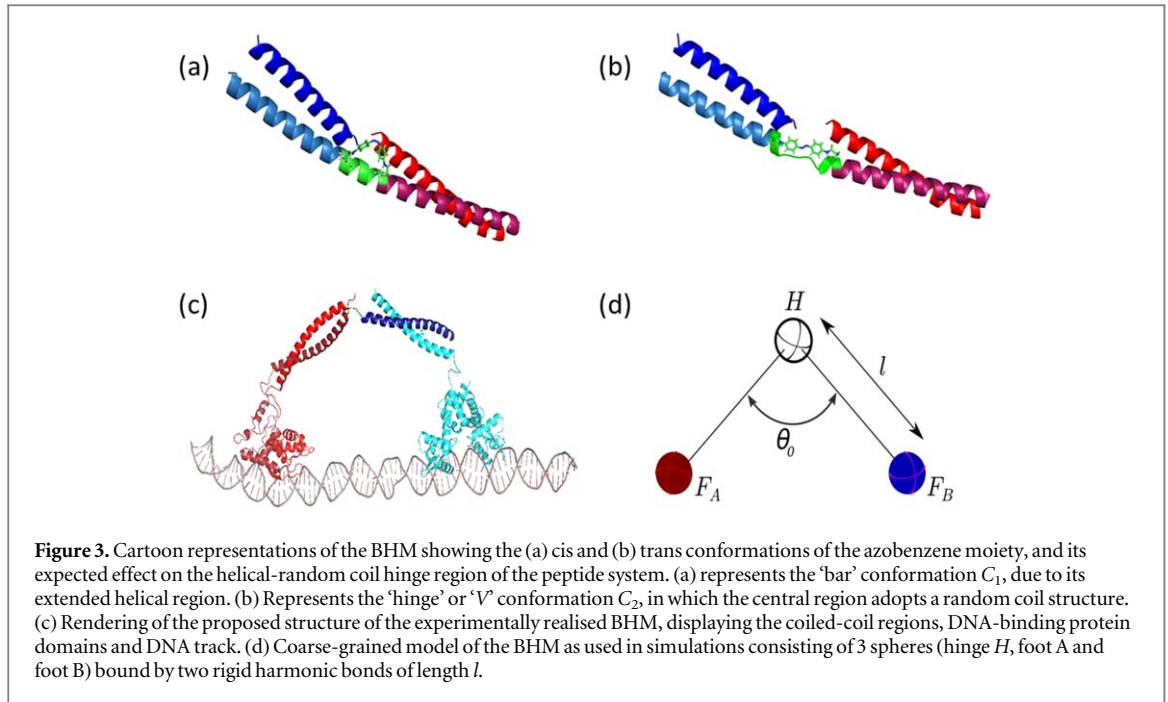 (a)
(b)
(c)
(d)
H
l
θ₀
F_A
F_B
Figure 3. Cartoon representations of the BHM showing the (a) cis and (b) trans conformations of the azobenzene moiety, and its
expected effect on the helical-random coil hinge region of the peptide system. (a) represents the ‘bar’ conformation C₁, due to its
extended helical region. (b) Represents the ‘hinge’ or ‘V’ conformation C₂, in which the central region adopts a random coil structure.
(c) Rendering of the proposed structure of the experimentally realised BHM, displaying the coiled-coil regions, DNA-binding protein
domains and DNA track. (d) Coarse-grained model of the BHM as used in simulations consisting of 3 spheres (hinge H, foot A and
foot B) bound by two rigid harmonic bonds of length l.